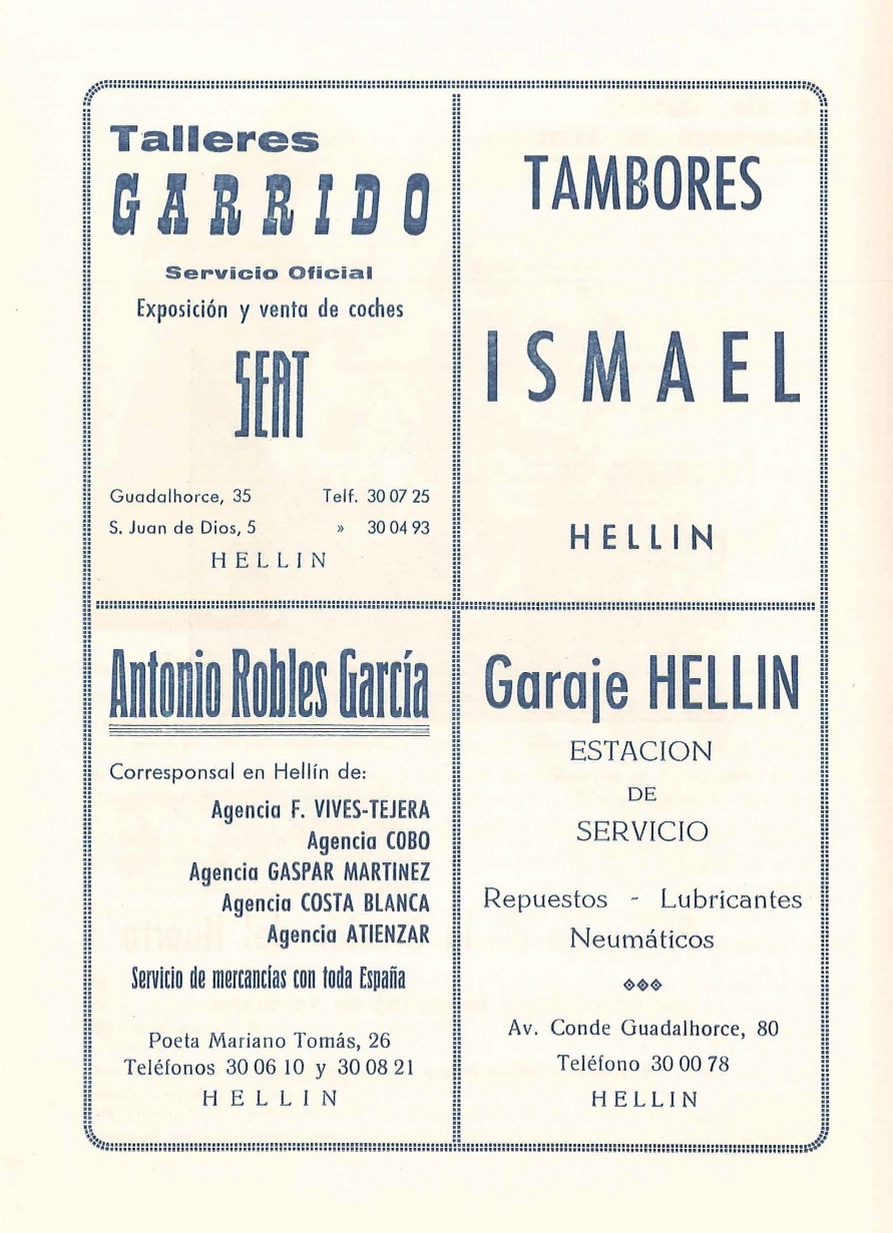 Talleres
GARRIDO
Servicio Oficial
Exposición y venta de coches
SEAT
Guadalhorce, 35 Telf. 30 07 25
S. Juan de Dios, 5 » 30 04 93
HELLIN
TAMBORES
ISMAEL
HELLIN
Antonio Robles García
Corresponsal en Hellín de:
Agencia F. VIVES-TEJERA
Agencia COBO
Agencia GASPAR MARTINEZ
Agencia COSTA BLANCA
Agencia ATIENZAR
Servicio de mercancías con toda España
Poeta Mariano Tomás, 26
Teléfonos 30 06 10 y 30 08 21
HELLIN
Garaje HELLIN
ESTACION
DE
SERVICIO
Repuestos - Lubricantes
Neumáticos
Av. Conde Guadalhorce, 80
Teléfono 30 00 78
HELLIN